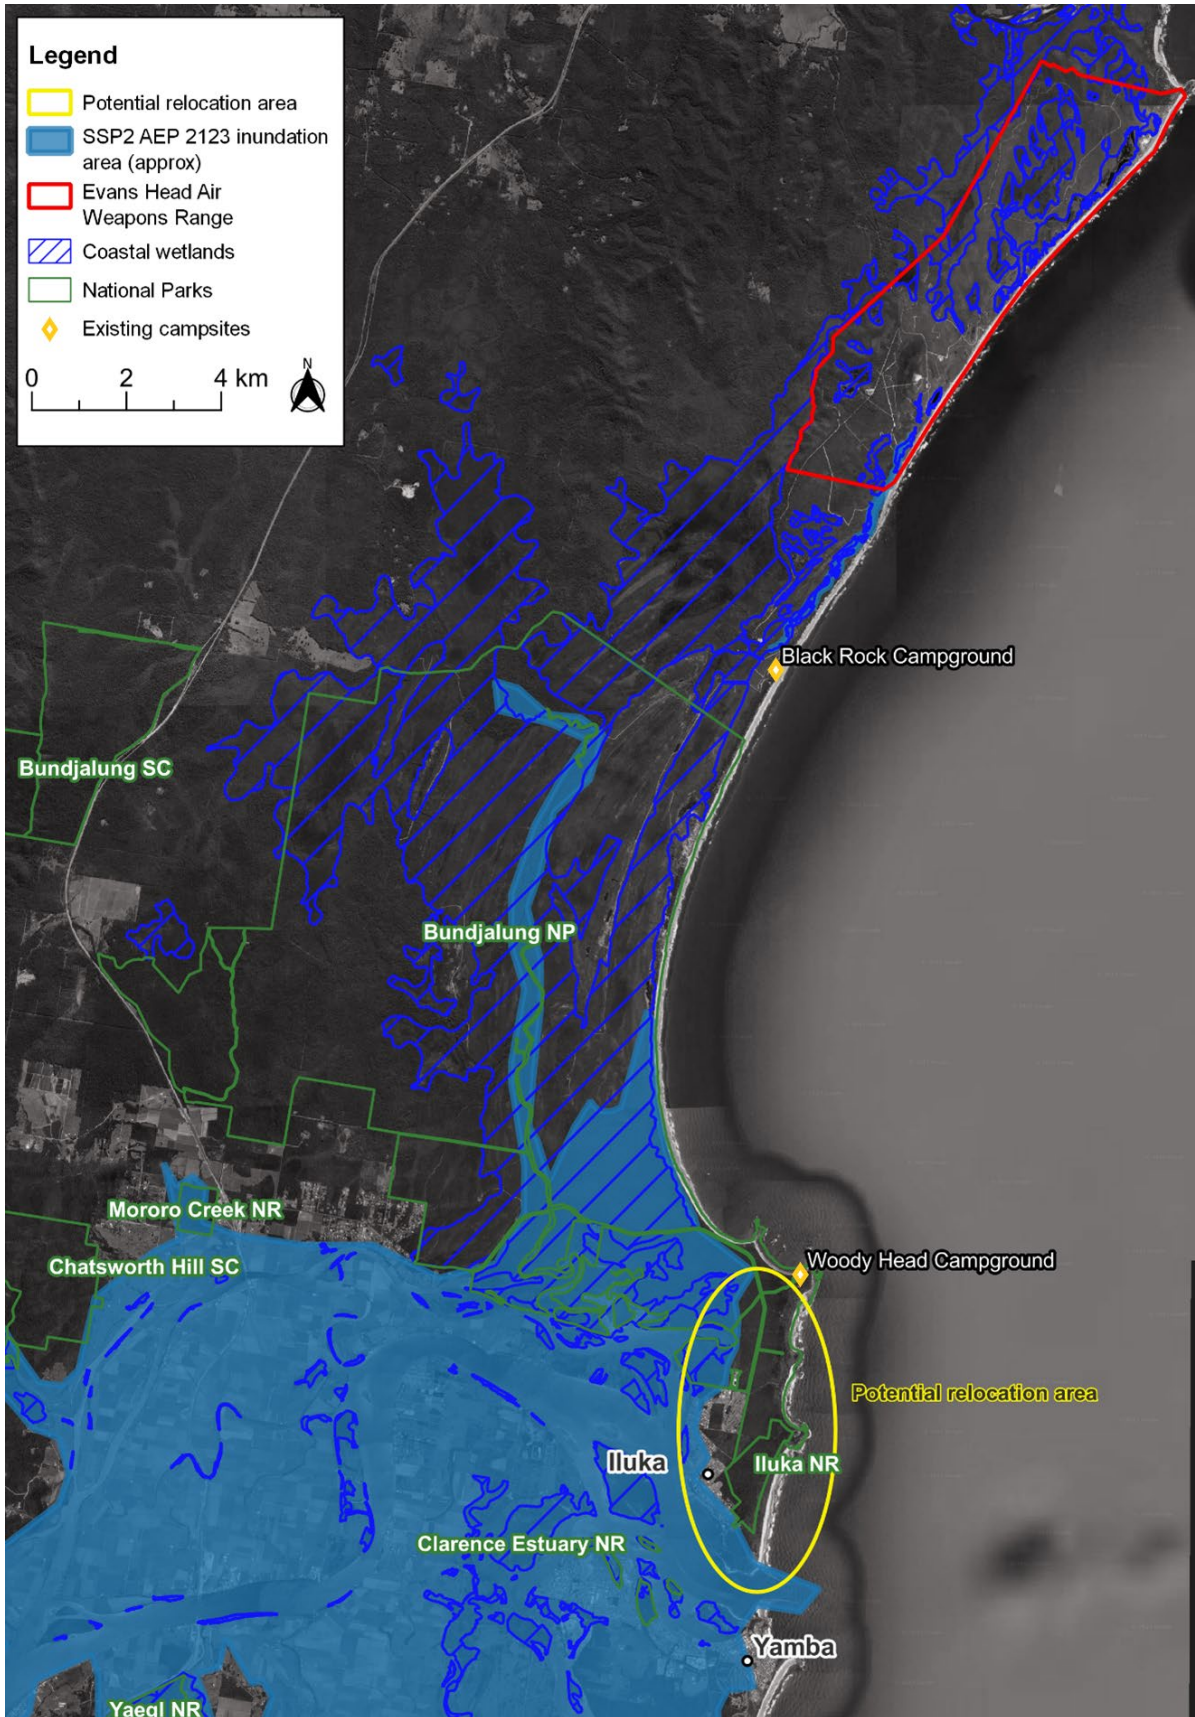 Legend
Potential relocation area
SSP2 AEP 2123 inundation
area (approx)
Evans Head Air
Weapons Range
Coastal wetlands
National Parks
Existing campsites
N
0 2 4 km
Black Rock Campground
Bundjalung SC
Bundjalung NP
Mororo Creek NR
Chatsworth Hill SC
Woody Head Campground
Potential relocation area
Iluka
Iluka NR
Clarence Estuary NR
Yamba
Yaegl NR